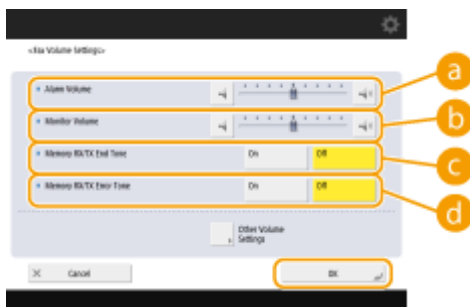 <Fax Volume Settings>
Alarm Volume
a
Monitor Volume
b
Memory RX/TX End Tone
On
Off
c
Memory RX/TX Error Tone
On
Off
d
Other Volume
Settings
Cancel
OK